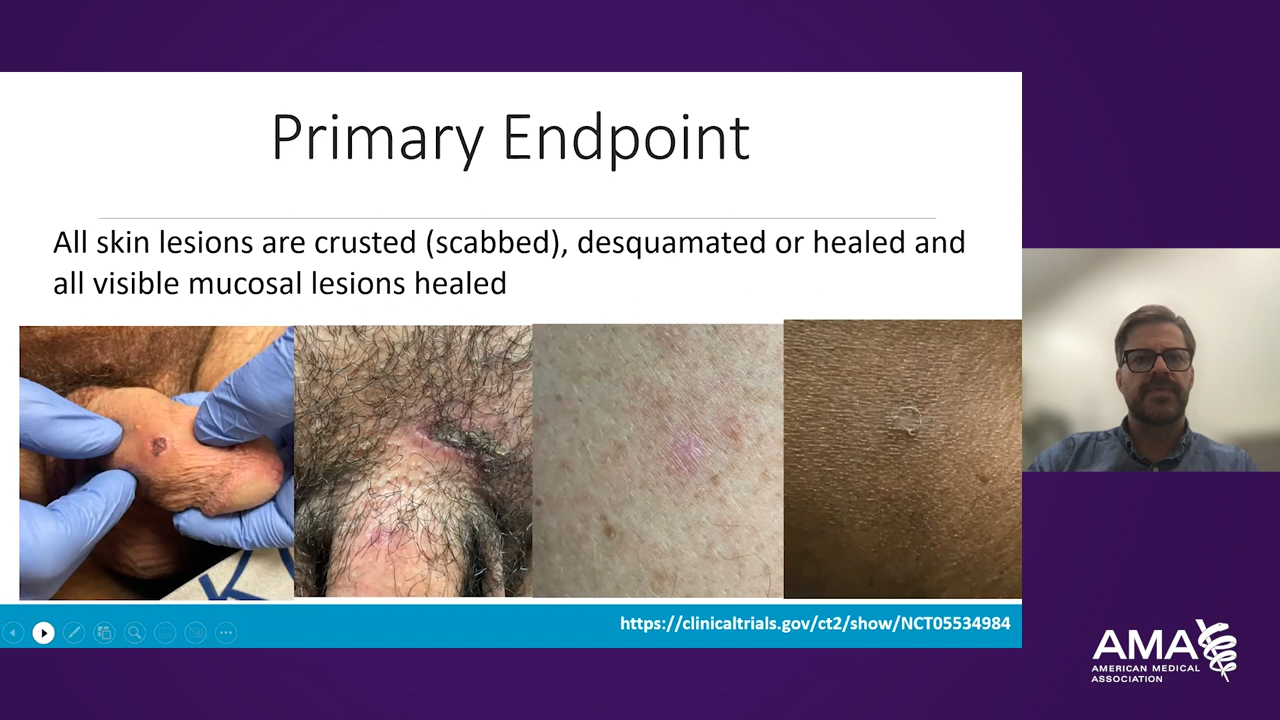 Primary Endpoint
All skin lesions are crusted (scabbed), desquamated or healed and
all visible mucosal lesions healed
https://clinicaltrials.gov/ct2/show/NCT05534984
AMA
AMERICAN MEDICAL
ASSOCIATION